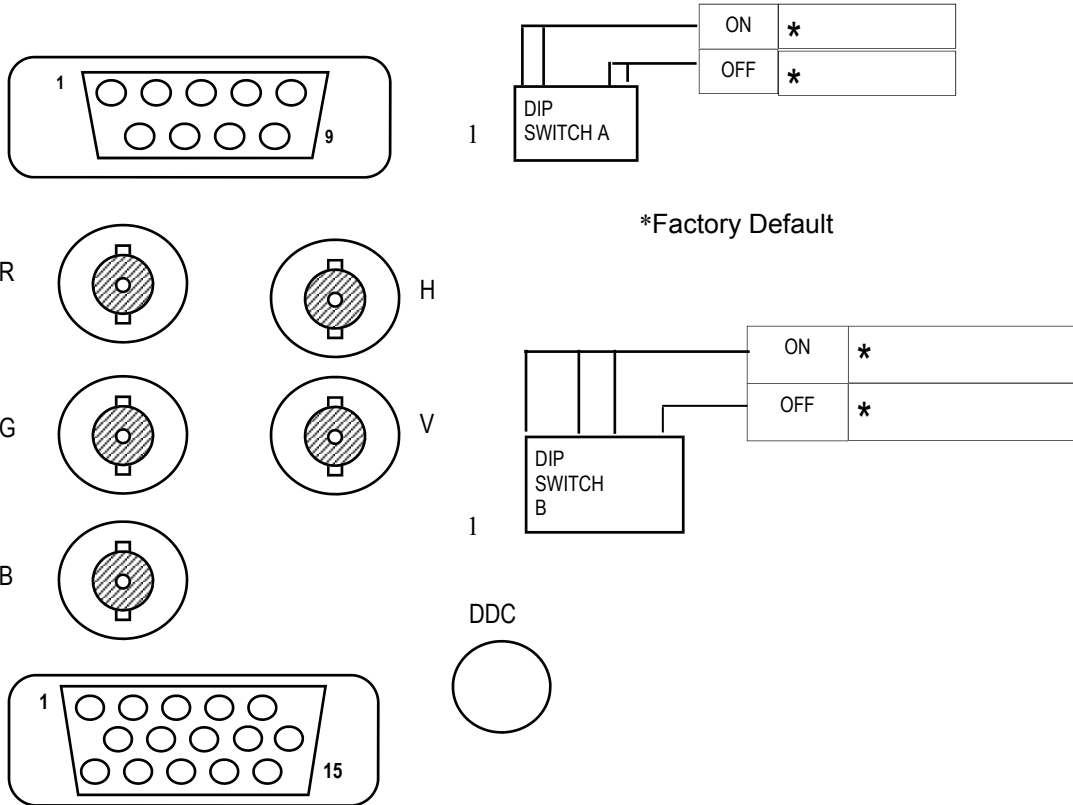 ON *
OFF *
DIP
SWITCH A
1
1
9
*Factory Default
R
H
G
V
B
ON *
OFF *
DIP
SWITCH
B
1
DDC
1
15